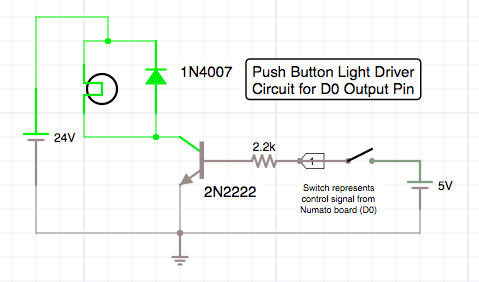 1N4007
Push Button Light Driver
Circuit for D0 Output Pin
24V
2.2k
1
2N2222
Switch represents
control signal from
Numato board (D0)
5V